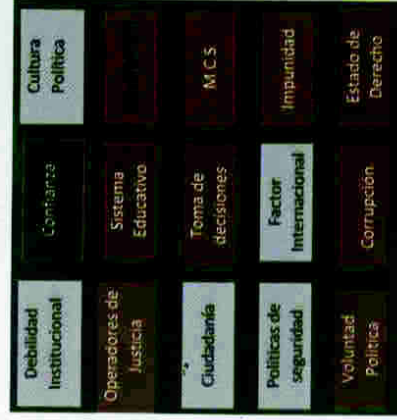 Debilidad
Institucional
Confianza
Cultura
Política
Operadores de
Justicia
Sistema
Educativo
Ciudadanía
Toma de
decisiones
M C S
Políticas de
seguridad
Factor
Internacional
Impunidad
Voluntad
Política
Corrupción
Estado de
Derecho